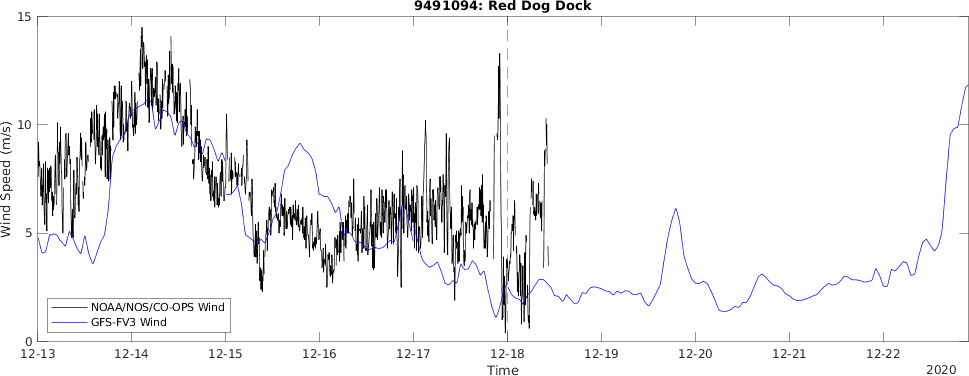 9491094: Red Dog Dock
15
10
5
0
Wind Speed (m/s)
NOAA/NOS/CO-OPS Wind
GFS-FV3 Wind
12-13 12-14 12-15 12-16 12-17 12-18 12-19 12-20 12-21 12-22
Time
2020